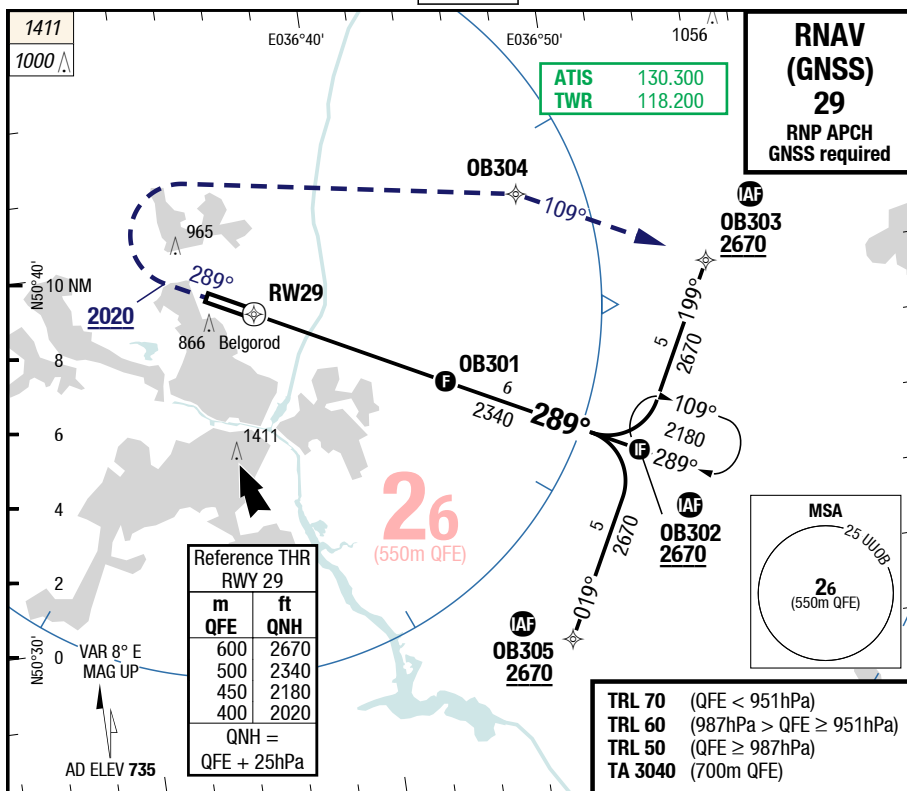 1411
1000
E036°40'
E036°50'
1056
RNAV
(GNSS)
29
RNP APCH
GNSS required
ATIS 130.300
TWR 118.200
OB304
109°
IAF
OB303
2670
965
289°
2020
RW29
866 Belgorod
N50°40'
10 NM
8
6
4
2
0
N50°30'
199°
5
2670
OB301
F
6
2340
289°
109°
2180
289°
IF
IAF
OB302
2670
1411
26
(550m QFE)
5
2670
019°
IAF
OB305
2670
MSA
25 UUOB
26
(550m QFE)
Reference THR
RWY 29
m ft
QFE QNH
600 2670
500 2340
450 2180
400 2020
QNH =
QFE + 25hPa
VAR 8° E
MAG UP
AD ELEV 735
TRL 70 (QFE < 951hPa)
TRL 60 (987hPa > QFE ≥ 951hPa)
TRL 50 (QFE ≥ 987hPa)
TA 3040 (700m QFE)